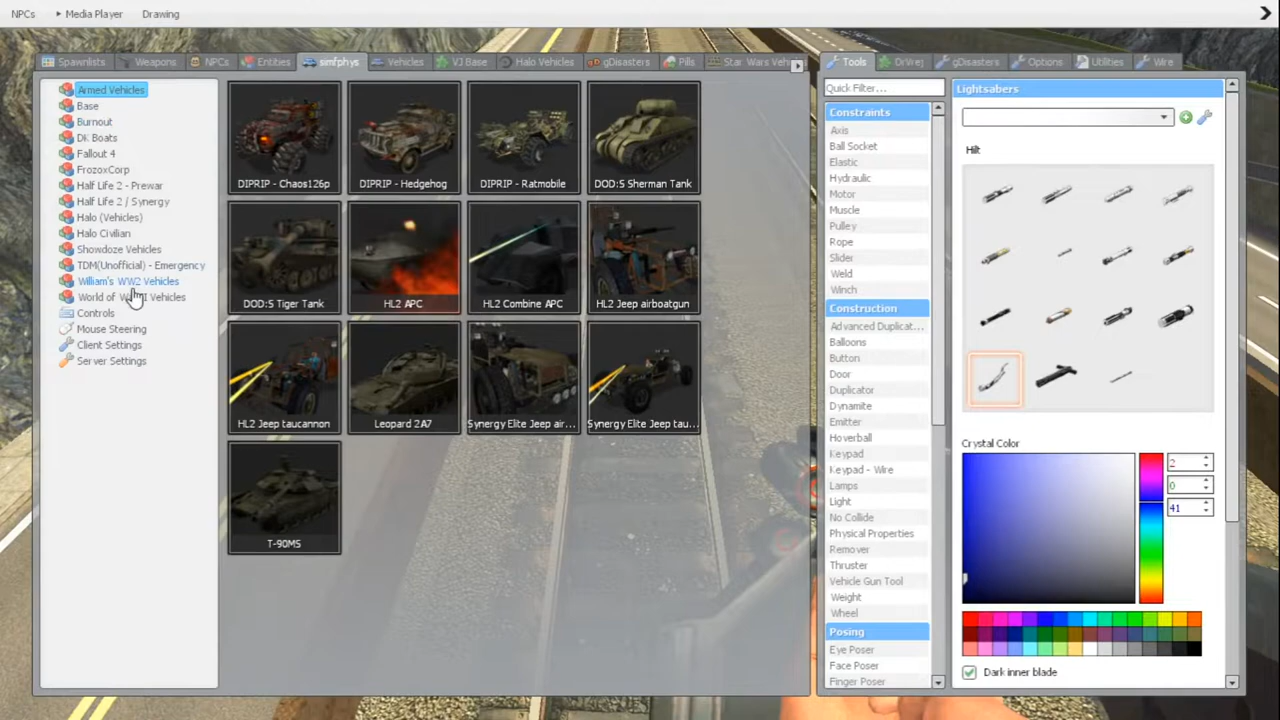 NPCs Media Player Drawing
Spawnlists Weapons NPCs Entities simfphys Vehicles VJ Base Halo Vehicles gDisasters Pills Star Wars Vehicles
Armed Vehicles
Base
Burnout
DK Boats
Fallout 4
FrozoxCorp
Half Life 2 - Prewar
Half Life 2 / Synergy
Halo (Vehicles)
Halo Civilian
Showdoze Vehicles
TDM(Unofficial) - Emergency
William's WW2 Vehicles
World of Vehicles
Controls
Mouse Steering
Client Settings
Server Settings
DIPRIP - Chaos126p
DIPRIP - Hedgehog
DIPRIP - Ratmobile
DOD:S Sherman Tank
DOD:S Tiger Tank
HL2 APC
HL2 Combine APC
HL2 Jeep airboatgun
HL2 Jeep taucannon
Leopard 2A7
Synergy Elite Jeep air...
Synergy Elite Jeep tau...
T-90MS
Tools gDisasters Options Utilities Wire
Quick Filter...
Constraints
Axis
Ball Socket
Elastic
Hydraulic
Motor
Muscle
Pulley
Rope
Slider
Weld
Winch
Construction
Advanced Duplicat...
Balloons
Button
Door
Duplicator
Dynamite
Emitter
Hoverball
Keypad
Keypad - Wire
Lamps
Light
No Collide
Physical Properties
Remover
Thruster
Vehicle Gun Tool
Weight
Wheel
Posing
Eye Poser
Face Poser
Finger Poser
Lightsabers
Hilt
Crystal Color
2
0
41
Dark inner blade